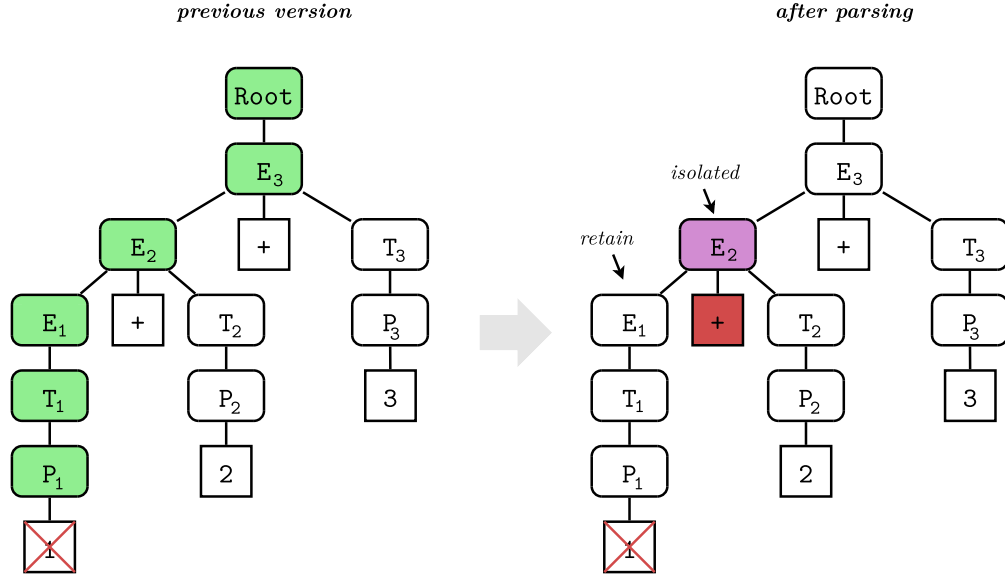 previous version
after parsing
Root
Root
E₃
E₃
isolated
E₂
+
T₃
retain
E₂
+
T₃
E₁
+
T₂
P₃
E₁
+
T₂
P₃
T₁
P₂
3
T₁
P₂
3
P₁
2
P₁
2
1
1